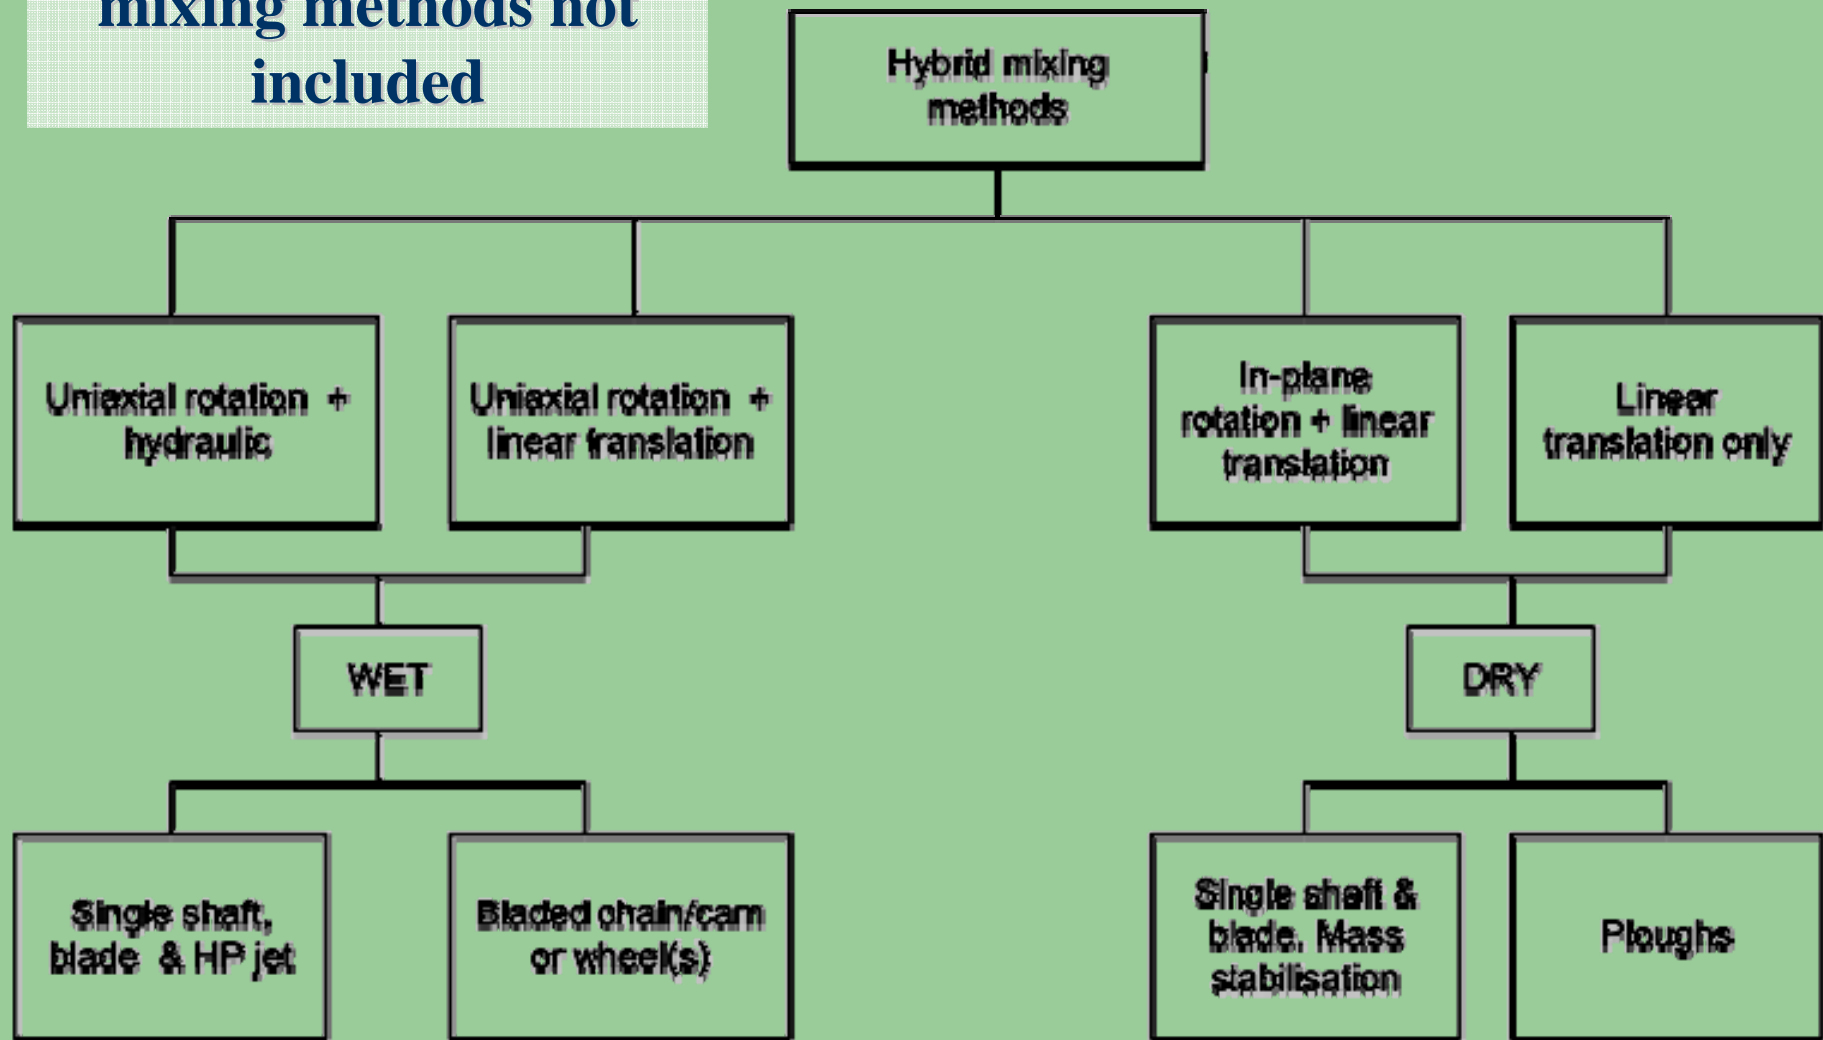 mixing methods not
included
Hybrid mixing
methods
Uniaxial rotation +
hydraulic
Uniaxial rotation +
linear translation
In-plane
rotation + linear
translation
Linear
translation only
WET
DRY
Single shaft,
blade & HP jet
Bladed chain/cam
or wheel(s)
Single shaft &
blade. Mass
stabilisation
Ploughs